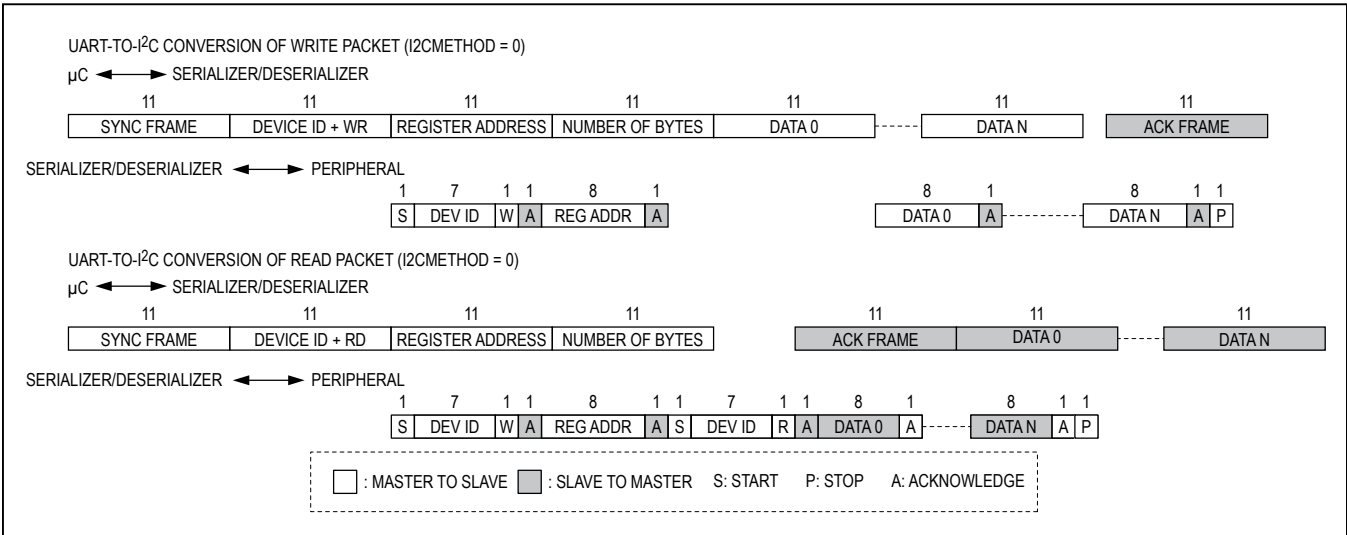 UART-TO-I2C CONVERSION OF WRITE PACKET (I2CMETHOD = 0)
µC SERIALIZER/DESERIALIZER
11 11 11 11 11 11 11
SYNC FRAME DEVICE ID + WR REGISTER ADDRESS NUMBER OF BYTES DATA 0 DATA N ACK FRAME
SERIALIZER/DESERIALIZER PERIPHERAL
1 7 1 1 8 1 8 1 8 1 1
S DEV ID W A REG ADDR A DATA 0 A DATA N A P
UART-TO-I2C CONVERSION OF READ PACKET (I2CMETHOD = 0)
µC SERIALIZER/DESERIALIZER
11 11 11 11 11 11 11
SYNC FRAME DEVICE ID + RD REGISTER ADDRESS NUMBER OF BYTES ACK FRAME DATA 0 DATA N
SERIALIZER/DESERIALIZER PERIPHERAL
1 7 1 1 8 1 1 7 1 1 8 1 8 1 1
S DEV ID W A REG ADDR A S DEV ID R A DATA 0 A DATA N A P
: MASTER TO SLAVE : SLAVE TO MASTER S: START P: STOP A: ACKNOWLEDGE